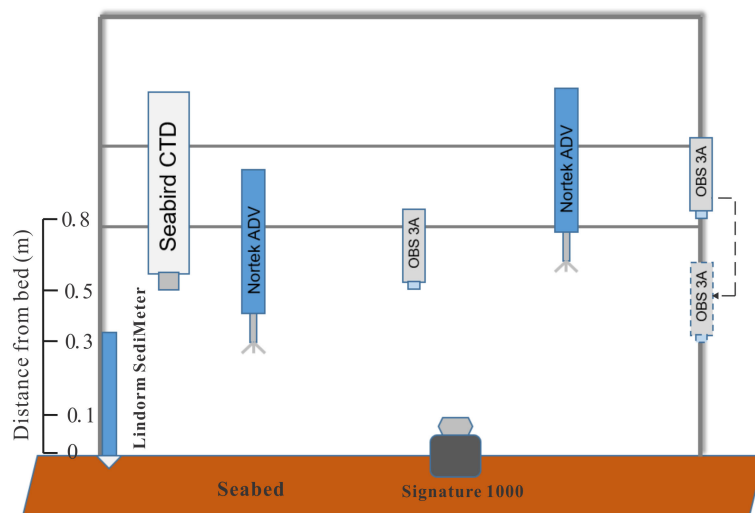 Seabird CTD
Nortek ADV
OBS 3A
Nortek ADV
OBS 3A
OBS 3A
Distance from bed (m)
0.8
0.5
0.3
0.1
0
Lindorm SediMeter
Seabed
Signature 1000